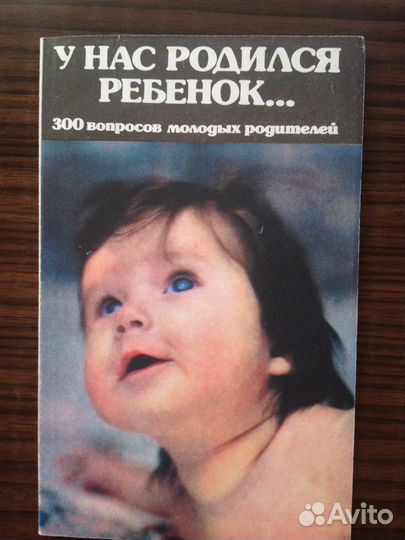 У НАС РОДИЛСЯ
РЕБЕНОК...
300 вопросов молодых родителей
Avito